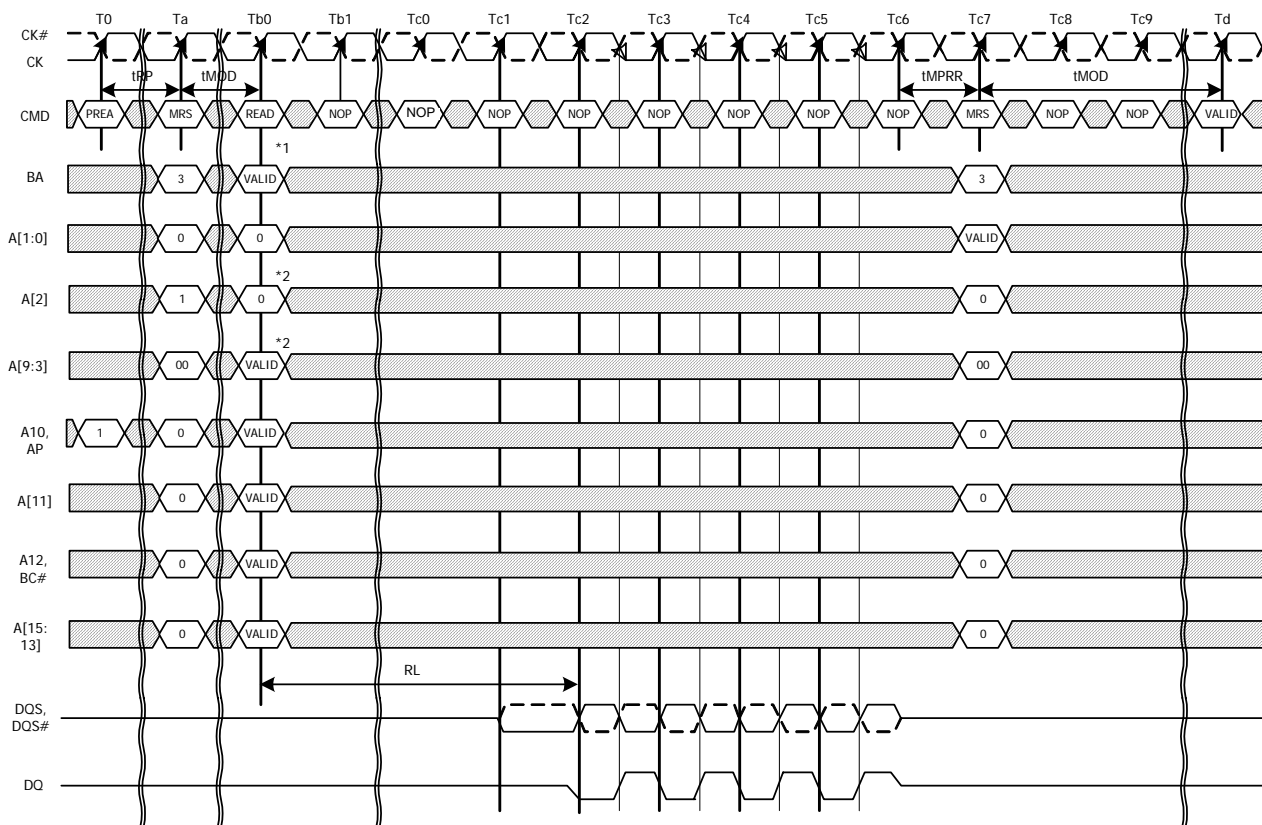 T0 Ta Tb0 Tb1 Tc0 Tc1 Tc2 Tc3 Tc4 Tc5 Tc6 Tc7 Tc8 Tc9 Td
CK#
CK
tRP tMOD tMPRR tMOD
CMD PREA MRS READ NOP NOP NOP NOP NOP NOP NOP NOP MRS NOP NOP VALID
*1
BA 3 VALID 3
A[1:0] 0 0 VALID
*2
A[2] 1 0 0
*2
A[9:3] 00 VALID 00
A10,
AP 1 0 VALID 0
A[11] 0 VALID 0
A12,
BC# 0 VALID 0
A[15:
13] 0 VALID 0
RL
DQS,
DQS#
DQ